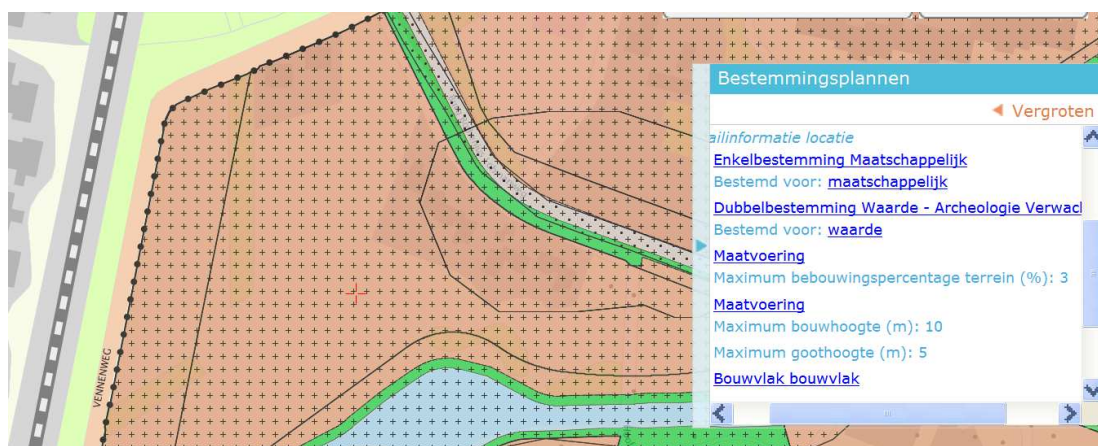 Bestemmingsplannen
Vergroten
ailinformatie locatie
Enkelbestemming Maatschappelijk
Bestemd voor: maatschappelijk
Dubbelbestemming Waarde - Archeologie Verwacl
Bestemd voor: waarde
Maatvoering
Maximum bebouwingspercentage terrein (%): 3
Maatvoering
Maximum bouwhoogte (m): 10
Maximum goothoogte (m): 5
Bouwvlak bouwvlak
VENNENWEG